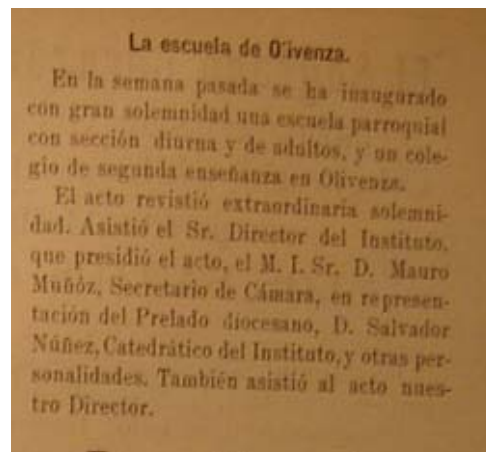 La escuela de Olivenza.
En la semana pasada se ha inaugurado
con gran solemnidad una escuela parroquial
con sección diurna y de adultos, y un cole-
gio de segunda enseñanza en Olivenza.
El acto revistió extraordinaria solemni-
dad. Asistió el Sr. Director del Instituto,
que presidió el acto, el M. I. Sr. D. Mauro
Muñóz, Secretario de Cámara, en represen-
tación del Prelado diocesano, D. Salvador
Núñez, Catedrático del Instituto, y otras per-
sonalidades. También asistió al acto nues-
tro Director.